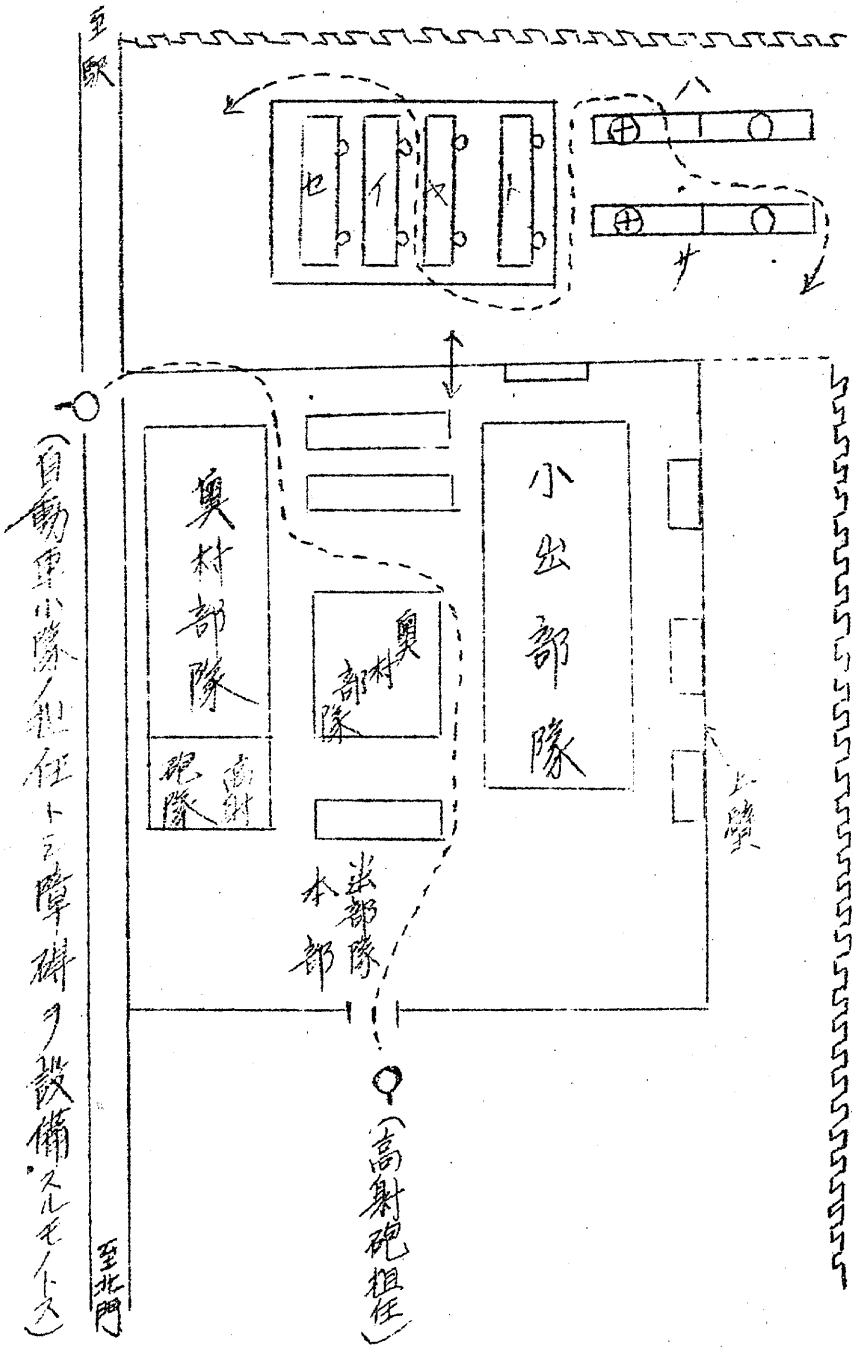 至駅
ハ
サ
セ
イ
ヤ
ト
小出部隊
奥村部隊
奥村部隊
高射
砲隊
土壁
部隊
本部
(高射砲担任)
(自動車小隊ノ担任トシ障碍ヲ設備スルモノトス)
至北門